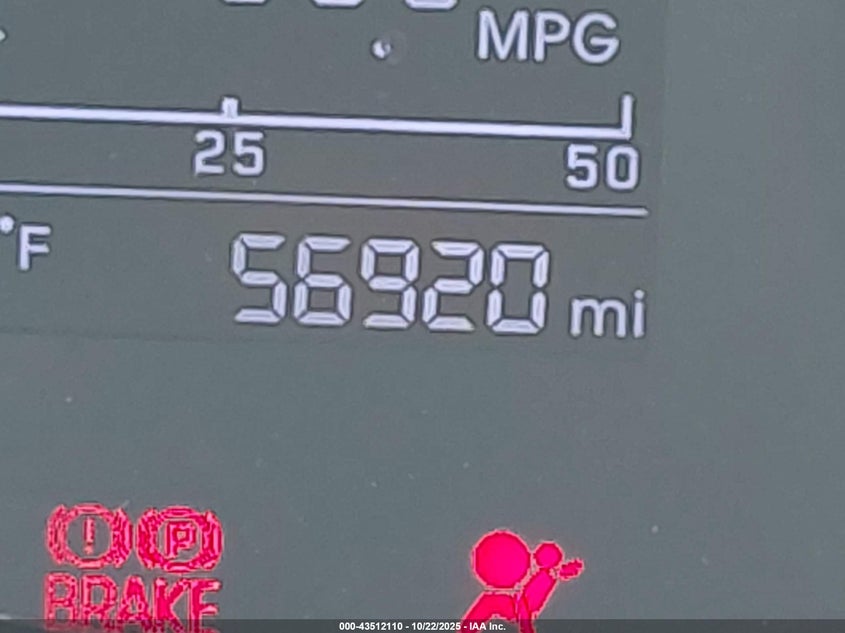 MPG
25 50
°F 56920 mi
(!) (P)
BRAKE
000-43512110 - 10/22/2025 - IAA Inc.